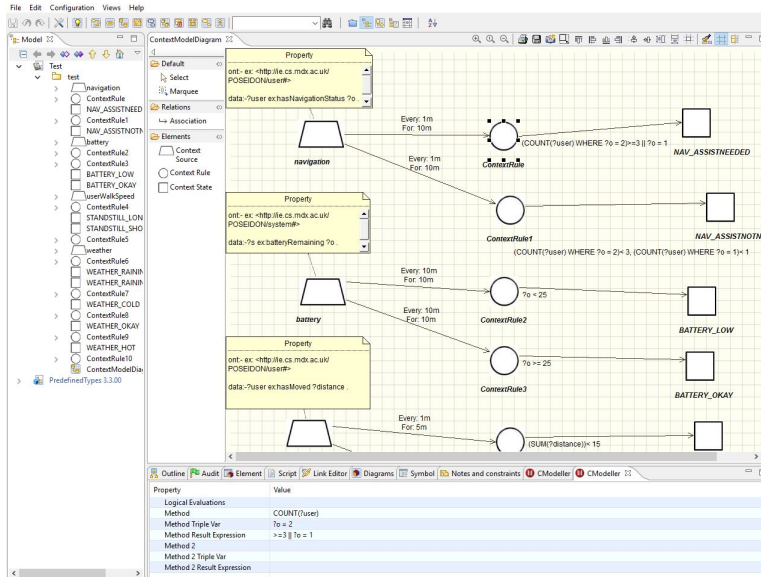 File Edit Configuration Views Help
Model
Test
test
navigation
ContextRule
NAV_ASSISTNEED
ContextRule1
NAV_ASSISTNOTN
battery
ContextRule2
ContextRule3
BATTERY_LOW
BATTERY_OKAY
userWalkSpeed
ContextRule4
STANDSTILL_LON
STANDSTILL_SHO
ContextRule5
weather
ContextRule6
WEATHER_RAININ
WEATHER_RAININ
ContextRule7
WEATHER_COLD
ContextRule8
WEATHER_OKAY
ContextRule9
WEATHER_HOT
ContextRule10
ContextModelDia
PredefinedTypes 3.3.00
ContextModelDiagram
Default
Select
Marquee
Relations
Association
Elements
Context
Source
Context Rule
Context State
Property
ont:- ex: <http://ie.cs.mdx.ac.uk/
POSEIDON/user#>
data:-?user ex:hasNavigationStatus ?o .
navigation
Every: 1m
For: 10m
ContextRule
(COUNT(?user) WHERE ?o = 2)>=3 || ?o = 1
NAV_ASSISTNEEDED
Every: 1m
For: 10m
ContextRule1
(COUNT(?user) WHERE ?o = 2)< 3, (COUNT(?user) WHERE ?o = 1)< 1
NAV_ASSISTNOTN
Property
ont:- ex: <http://ie.cs.mdx.ac.uk/
POSEIDON/system#>
data:-?s ex:batteryRemaining ?o .
battery
Every: 10m
For: 10m
ContextRule2
?o < 25
BATTERY_LOW
Every: 10m
For: 10m
ContextRule3
?o >= 25
BATTERY_OKAY
Property
ont:- ex: <http://ie.cs.mdx.ac.uk/
POSEIDON/user#>
data:-?user ex:hasMoved ?distance .
Every: 1m
For: 5m
(SUM(?distance))< 15
Outline Audit Element Script Link Editor Diagrams Symbol Notes and constraints CModeller CModeller
Property Value
Logical Evaluations
Method COUNT(?user)
Method Triple Var ?o = 2
Method Result Expression >=3 || ?o = 1
Method 2
Method 2 Triple Var
Method 2 Result Expression